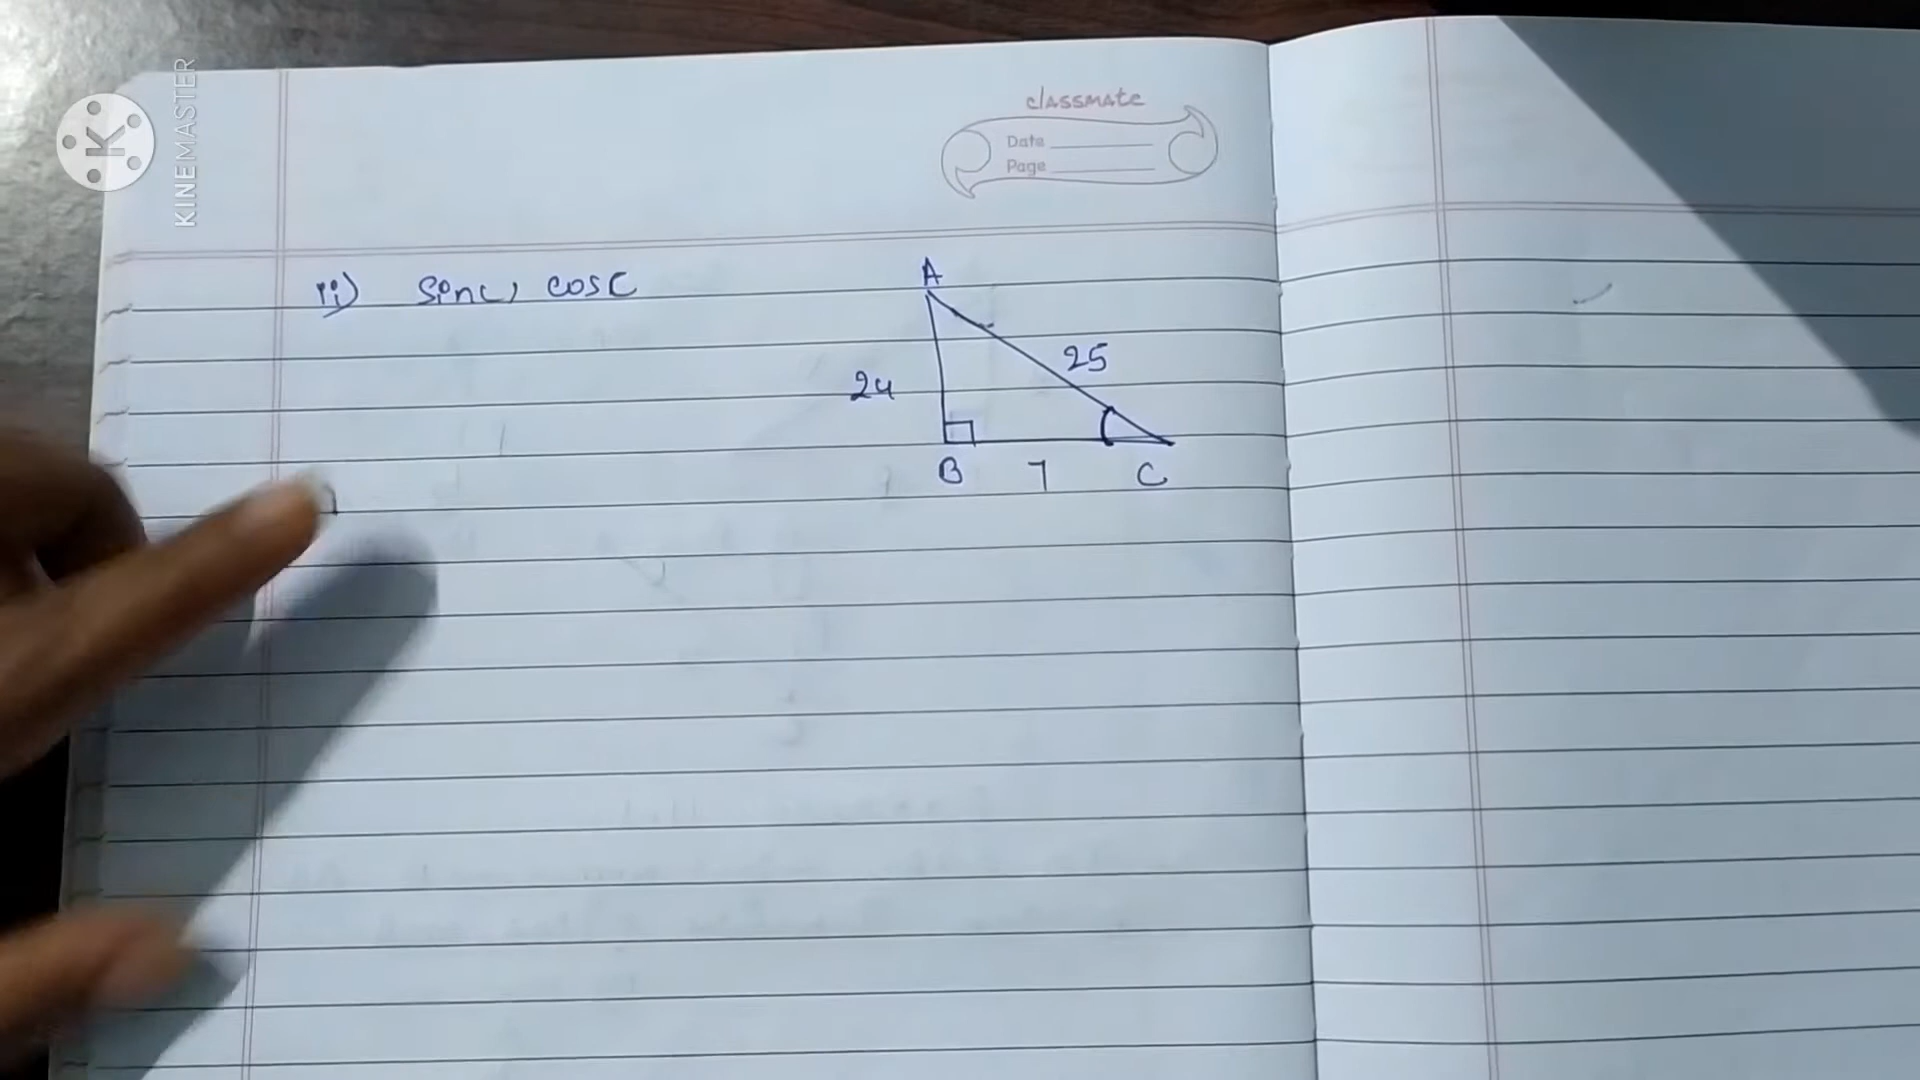 KINEMASTER
classmate
Date
Page
ii) sinC, cosC
A
25
24
B 7 C